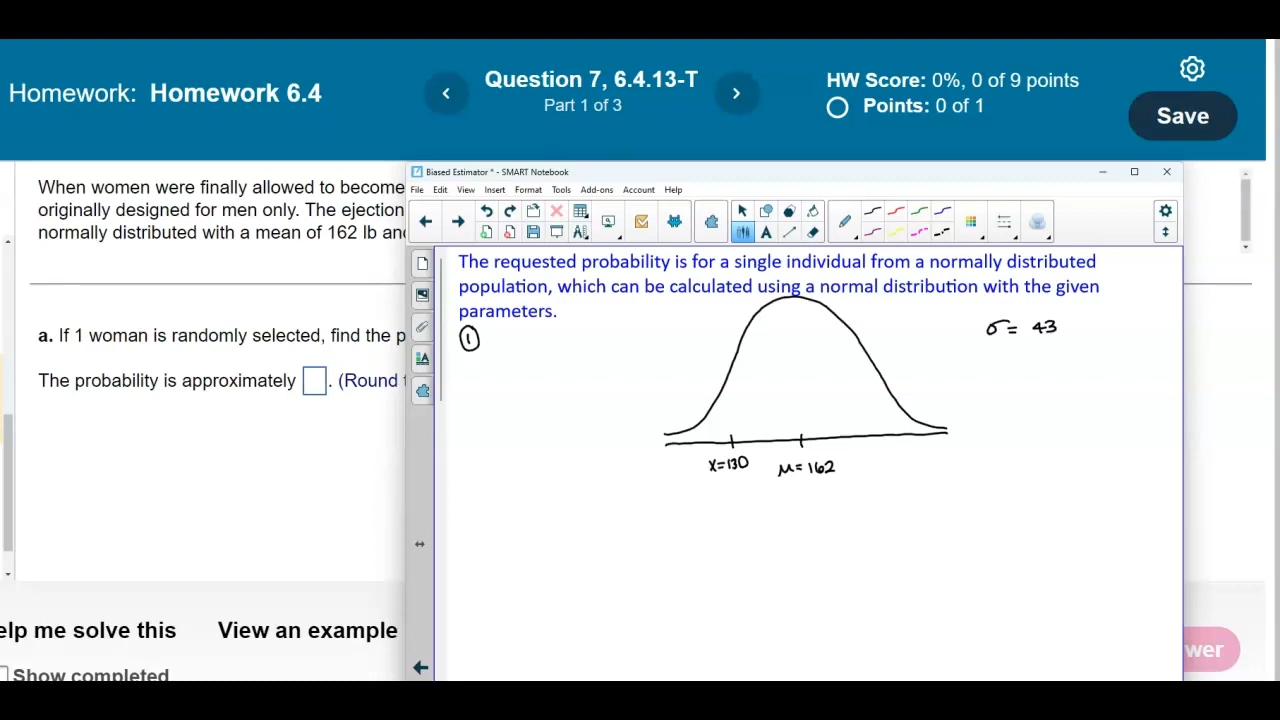 Homework: Homework 6.4
Question 7, 6.4.13-T
Part 1 of 3
HW Score: 0%, 0 of 9 points
Points: 0 of 1
Save
When women were finally allowed to become
originally designed for men only. The ejection
normally distributed with a mean of 162 lb
a. If 1 woman is randomly selected, find the
The probability is approximately . (Round
elp me solve this
View an example
Show completed
wer
Biased Estimator * - SMART Notebook
File Edit View Insert Format Tools Add-ons Account Help
The requested probability is for a single individual from a normally distributed
population, which can be calculated using a normal distribution with the given
parameters.
1
σ = 43
x=130
μ=162